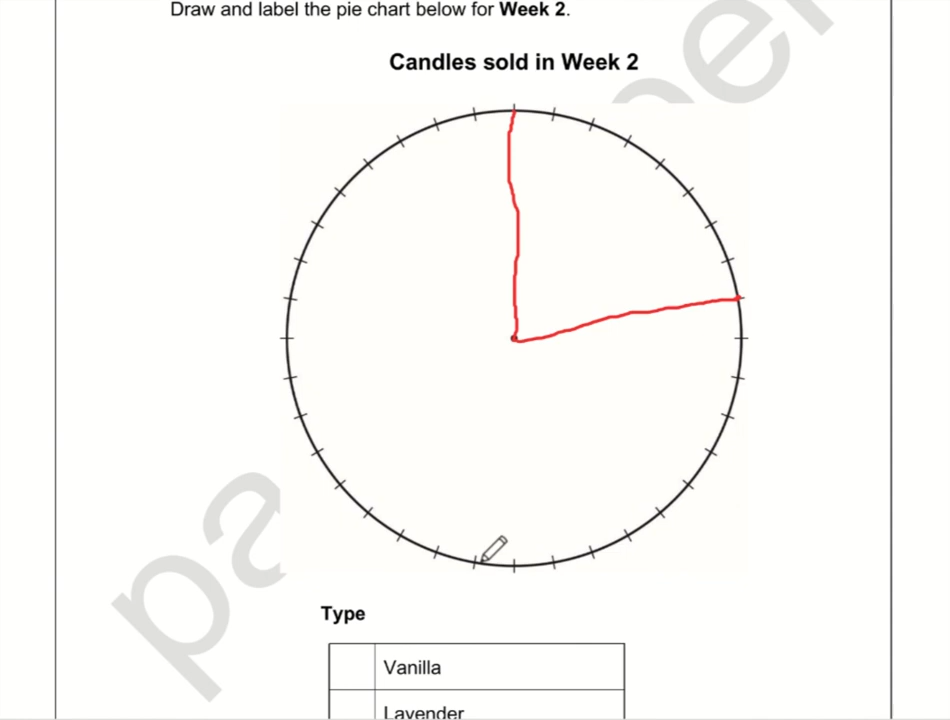 Draw and label the pie chart below for Week 2.
Candles sold in Week 2
Type
Vanilla
Lavender